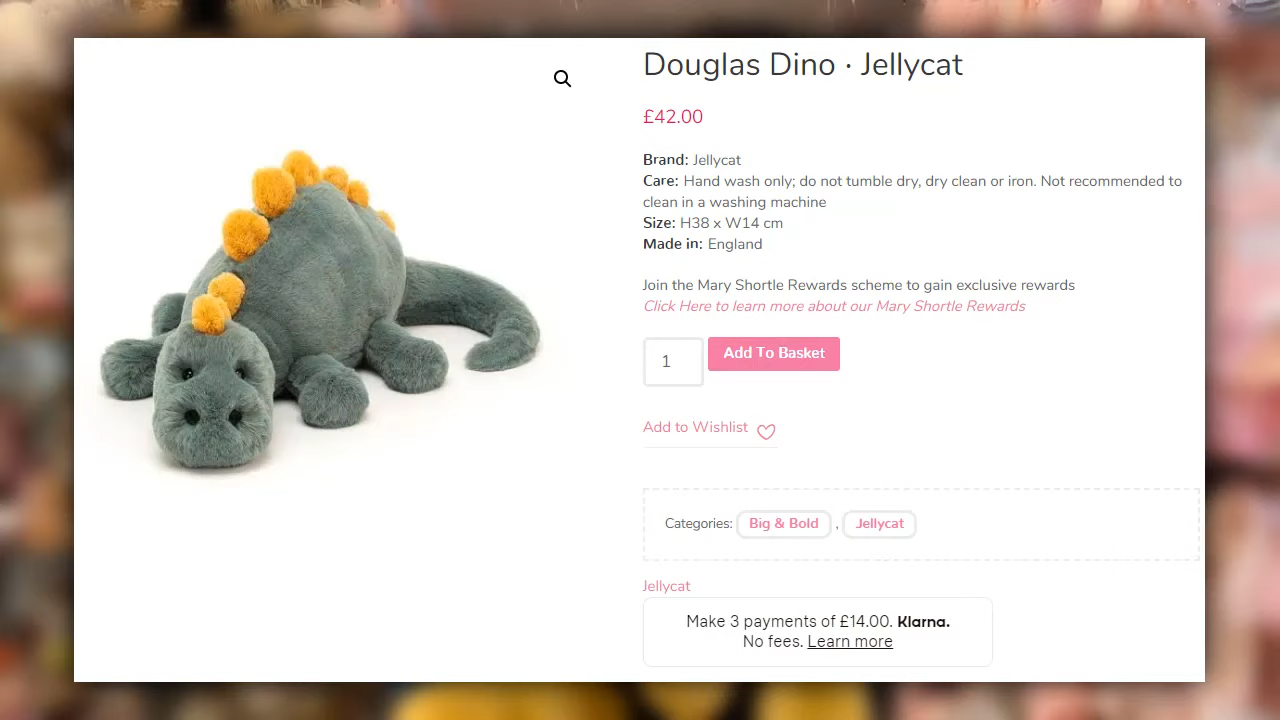 Douglas Dino · Jellycat
£42.00
Brand: Jellycat
Care: Hand wash only; do not tumble dry, dry clean or iron. Not recommended to
clean in a washing machine
Size: H38 x W14 cm
Made in: England
Join the Mary Shortle Rewards scheme to gain exclusive rewards
Click Here to learn more about our Mary Shortle Rewards
1 Add To Basket
Add to Wishlist
Categories: Big & Bold , Jellycat
Jellycat
Make 3 payments of £14.00. Klarna.
No fees. Learn more